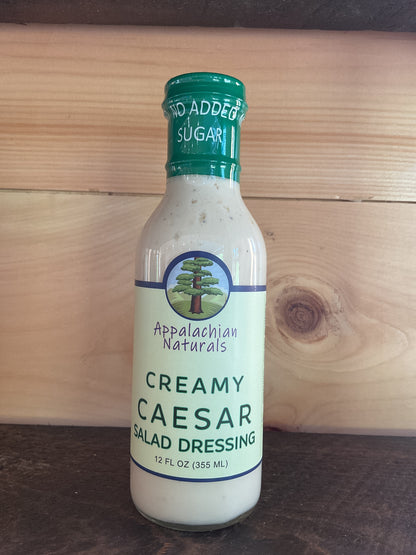 NO ADDED
SUGAR
Appalachian
Naturals
CREAMY
CAESAR
SALAD DRESSING
12 FL OZ (355 ML)